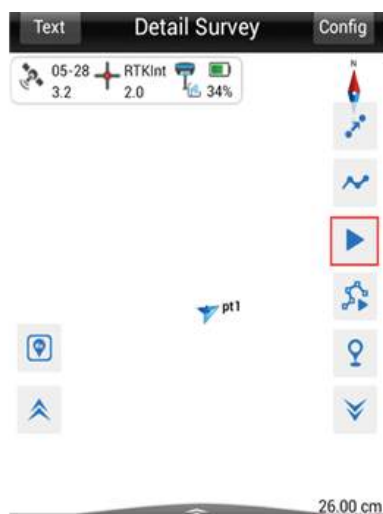 Text Detail Survey Config
05-28 RTKInt
3.2 2.0 34%
N
pt1
26.00 cm